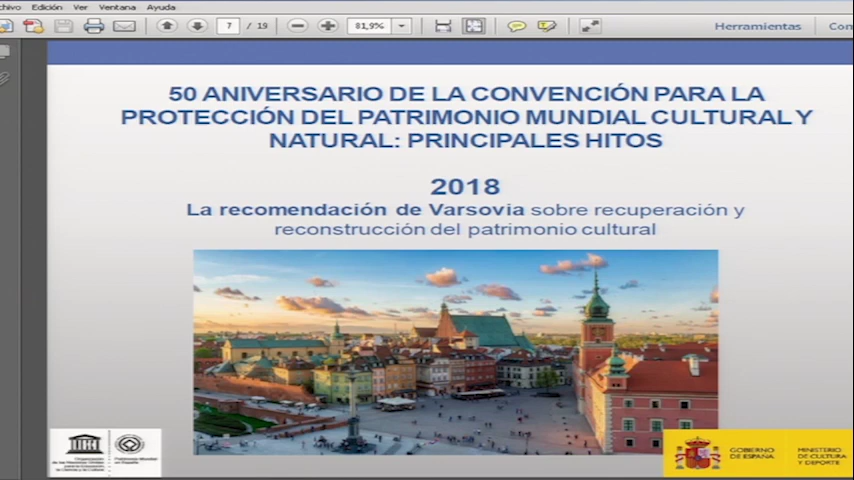 chivo Edición Ver Ventana Ayuda
7 / 19 81,9% Herramientas Con
50 ANIVERSARIO DE LA CONVENCIÓN PARA LA
PROTECCIÓN DEL PATRIMONIO MUNDIAL CULTURAL Y
NATURAL: PRINCIPALES HITOS
2018
La recomendación de Varsovia sobre recuperación y
reconstrucción del patrimonio cultural
GOBIERNO
DE ESPAÑA
MINISTERIO
DE CULTURA
Y DEPORTE